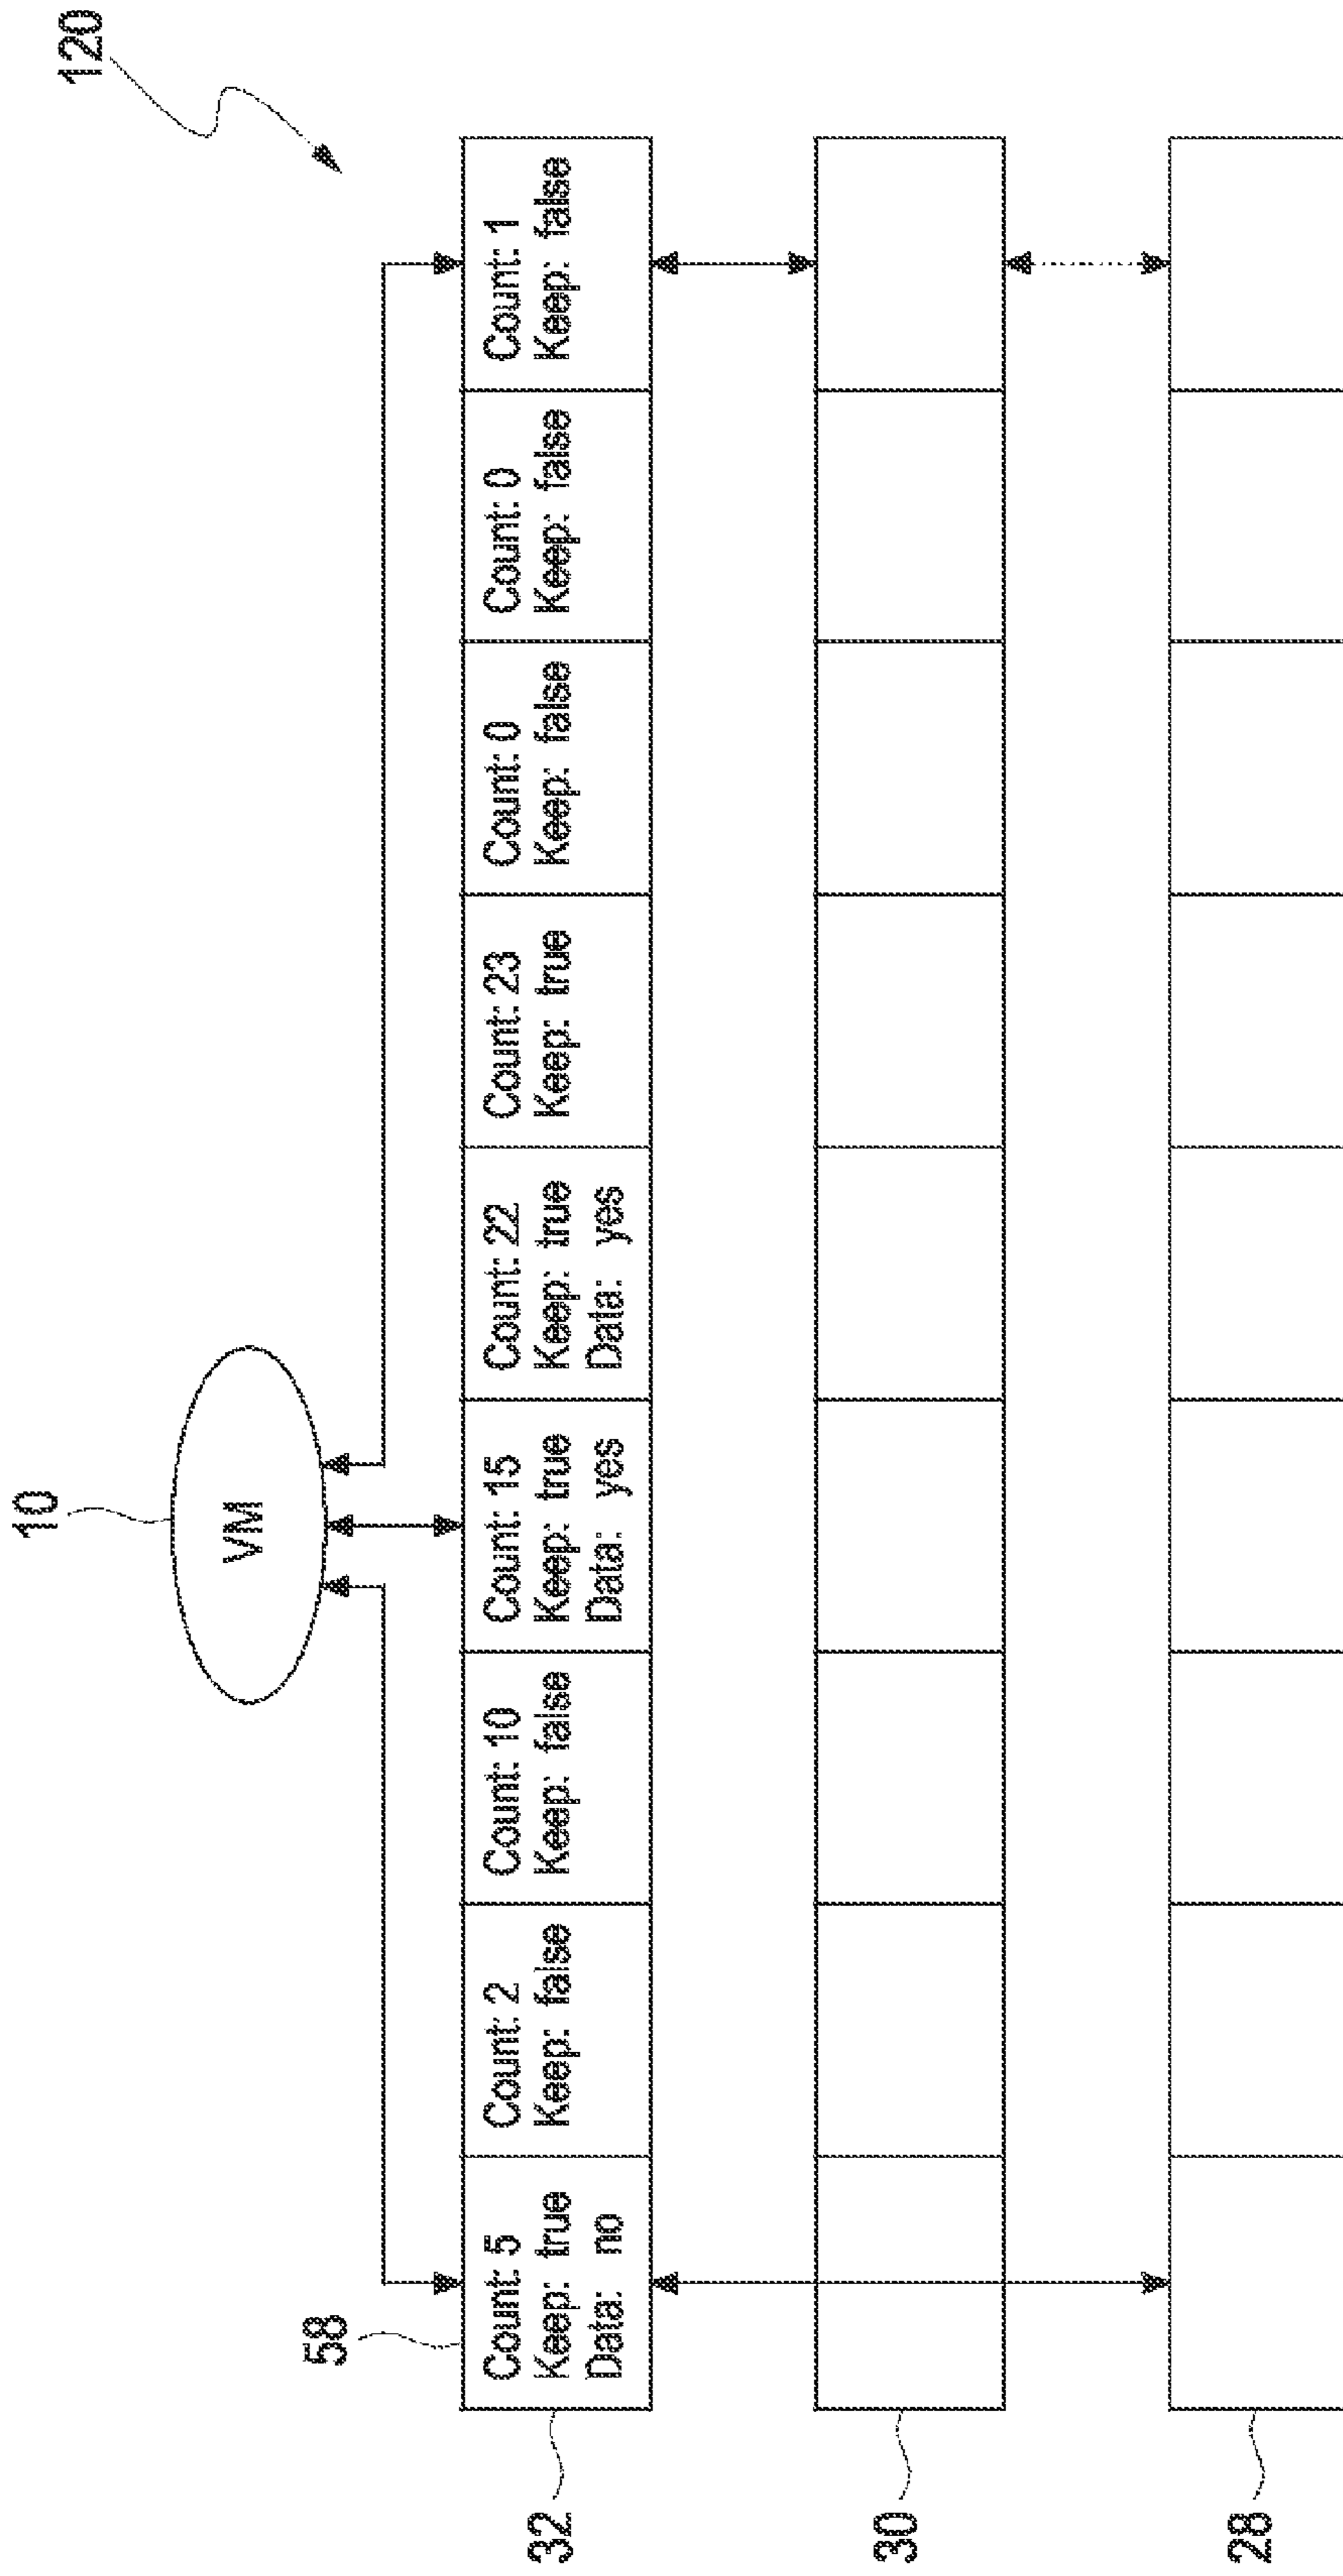 120
10
VM
58
Count: 5
Keep: true
Data: no
Count: 2
Keep: false
Count: 10
Keep: false
Count: 15
Keep: true
Data: yes
Count: 22
Keep: true
Data: yes
Count: 23
Keep: true
Count: 0
Keep: false
Count: 0
Keep: false
Count: 1
Keep: false
32
30
28